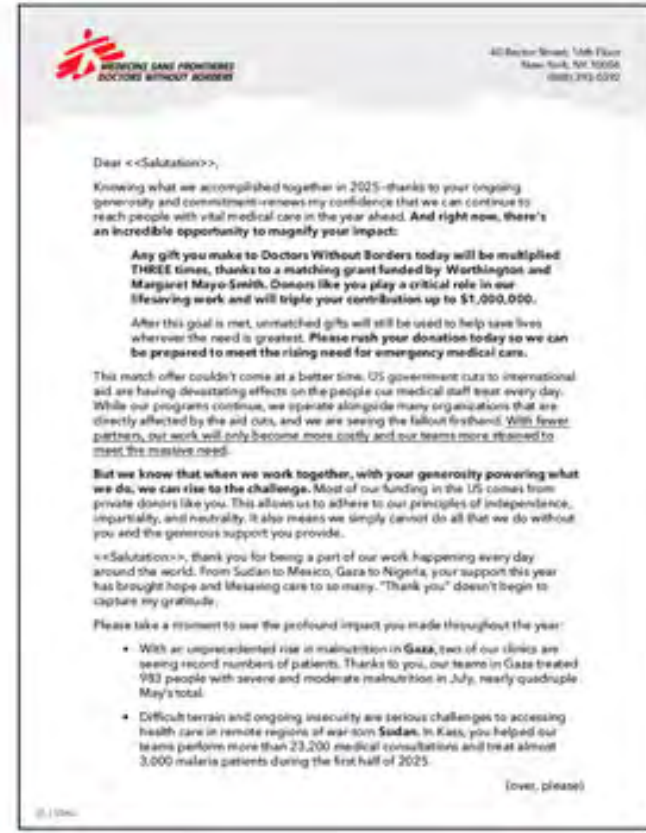 MEDECINS SANS FRONTIERES
DOCTORS WITHOUT BORDERS
40 Rector Street, 16th Floor
New York, NY 10006
Dear <<Salutation>>,
Knowing what we accomplished together in 2025–thanks to your ongoing
generosity and commitment–renews my confidence that we can continue to
reach people with vital medical care in the year ahead. And right now, there's
an incredible opportunity to magnify your impact:
Any gift you make to Doctors Without Borders today will be multiplied
THREE times, thanks to a matching grant funded by Worthington and
Margaret Mayo-Smith. Donors like you play a critical role in our
lifesaving work and will triple your contribution up to $1,000,000.
After this goal is met, unmatched gifts will still be used to help save lives
wherever the need is greatest. Please rush your donation today so we can
be prepared to meet the rising need for emergency medical care.
This match offer couldn't come at a better time. US government cuts to international
aid are having devastating effects on the people our medical staff treat every day.
While our programs continue, we operate alongside many organizations that are
directly affected by the aid cuts, and we are seeing the fallout firsthand. With fewer
partners, our work will only become more costly and our teams more strained to
meet the massive need.
But we know that when we work together, with your generosity powering what
we do, we can rise to the challenge. Most of our funding in the US comes from
private donors like you. This allows us to adhere to our principles of independence,
impartiality, and neutrality. It also means we simply cannot do all that we do without
you and the generous support you provide.
<<Salutation>>, thank you for being a part of our work happening every day
around the world. From Sudan to Mexico, Gaza to Nigeria, your support this year
has brought hope and lifesaving care to so many. "Thank you" doesn't begin to
capture my gratitude.
Please take a moment to see the profound impact you made throughout the year:
• With an unprecedented rise in malnutrition in Gaza, two of our clinics are
seeing record numbers of patients. Thanks to you, our teams in Gaza treated
983 people with severe and moderate malnutrition in July, nearly quadruple
May's total.
• Difficult terrain and ongoing insecurity are serious challenges to accessing
health care in remote regions of war-torn Sudan. In Kass, you helped our
teams perform more than 23,200 medical consultations and treat almost
3,000 malaria patients during the first half of 2025.
(over, please)